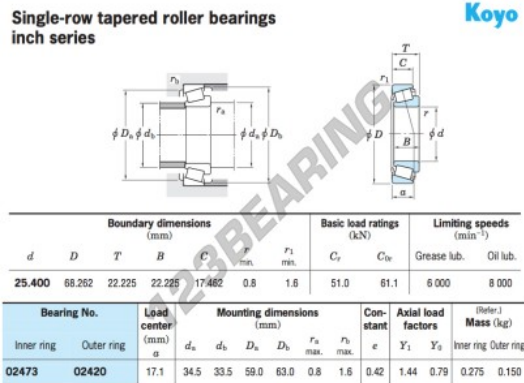 Single-row tapered roller bearings
inch series
Koyo
T
C
r1
rb
ra
r
φDa φdb
φda φDb
φD
B
φd
a
123BEARING
Boundary dimensions
(mm)
Basic load ratings
(kN)
Limiting speeds
(min⁻¹)
d D T B C r min. r1 min. Cr C0r Grease lub. Oil lub.
25.400 68.262 22.225 22.225 17.462 0.8 1.6 51.0 61.1 6 000 8 000
Bearing No.
Load center (mm) a
Mounting dimensions
(mm)
Con-stant e
Axial load factors
(Refer.)
Mass (kg)
Inner ring Outer ring da db Da Db ra max. rb max. Y1 Y0 Inner ring Outer ring
02473 02420 17.1 34.5 33.5 59.0 63.0 0.8 1.6 0.42 1.44 0.79 0.275 0.150